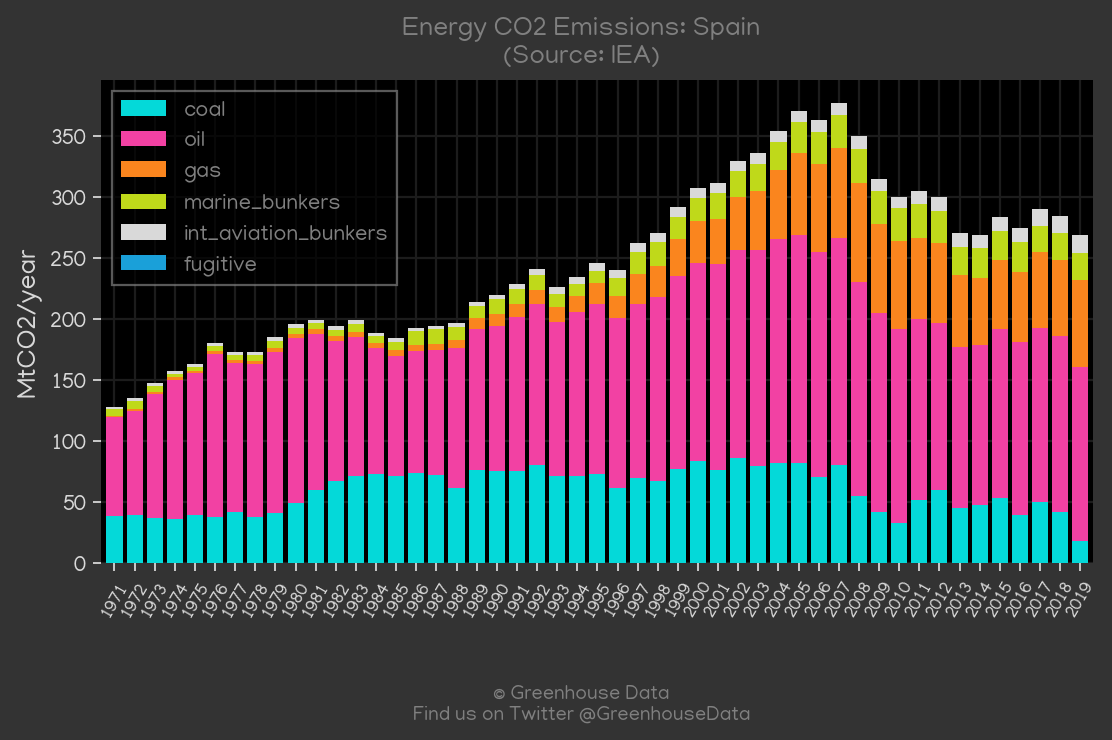 Energy CO2 Emissions: Spain
(Source: IEA)
coal
oil
gas
marine_bunkers
int_aviation_bunkers
fugitive
MtCO2/year
350
300
250
200
150
100
50
0
1971 1972 1973 1974 1975 1976 1977 1978 1979 1980 1981 1982 1983 1984 1985 1986 1987 1988 1989 1990 1991 1992 1993 1994 1995 1996 1997 1998 1999 2000 2001 2002 2003 2004 2005 2006 2007 2008 2009 2010 2011 2012 2013 2014 2015 2016 2017 2018 2019
© Greenhouse Data
Find us on Twitter @GreenhouseData